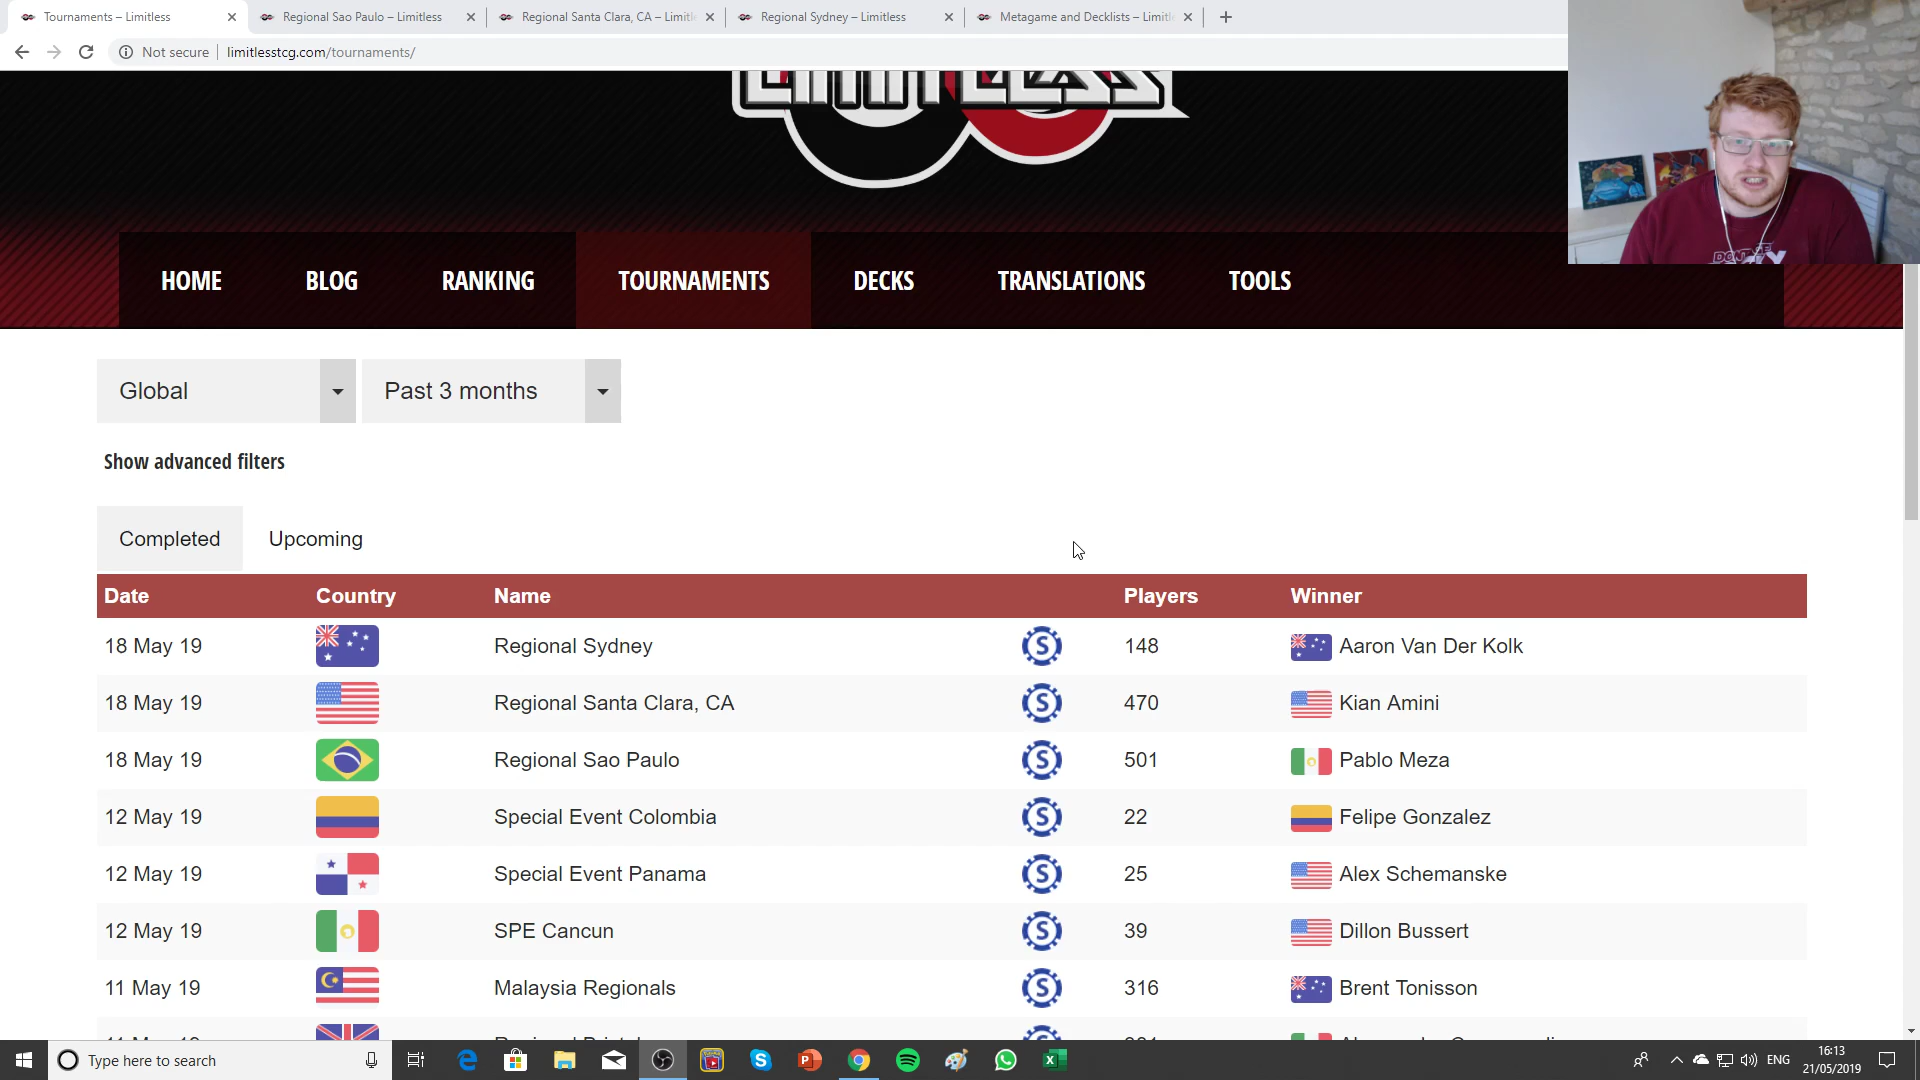 Tournaments – Limitless
Regional Sao Paulo – Limitless
Regional Santa Clara, CA – Limitl
Regional Sydney – Limitless
Metagame and Decklists – Limitl
Not secure
limitlesstcg.com/tournaments/
LIMITLESS
HOME
BLOG
RANKING
TOURNAMENTS
DECKS
TRANSLATIONS
TOOLS
Global
Past 3 months
Show advanced filters
Completed
Upcoming
Date Country Name Players Winner
18 May 19 Regional Sydney S 148 Aaron Van Der Kolk
18 May 19 Regional Santa Clara, CA S 470 Kian Amini
18 May 19 Regional Sao Paulo S 501 Pablo Meza
12 May 19 Special Event Colombia S 22 Felipe Gonzalez
12 May 19 Special Event Panama S 25 Alex Schemanske
12 May 19 SPE Cancun S 39 Dillon Bussert
11 May 19 Malaysia Regionals S 316 Brent Tonisson
Type here to search
ENG
16:13
21/05/2019